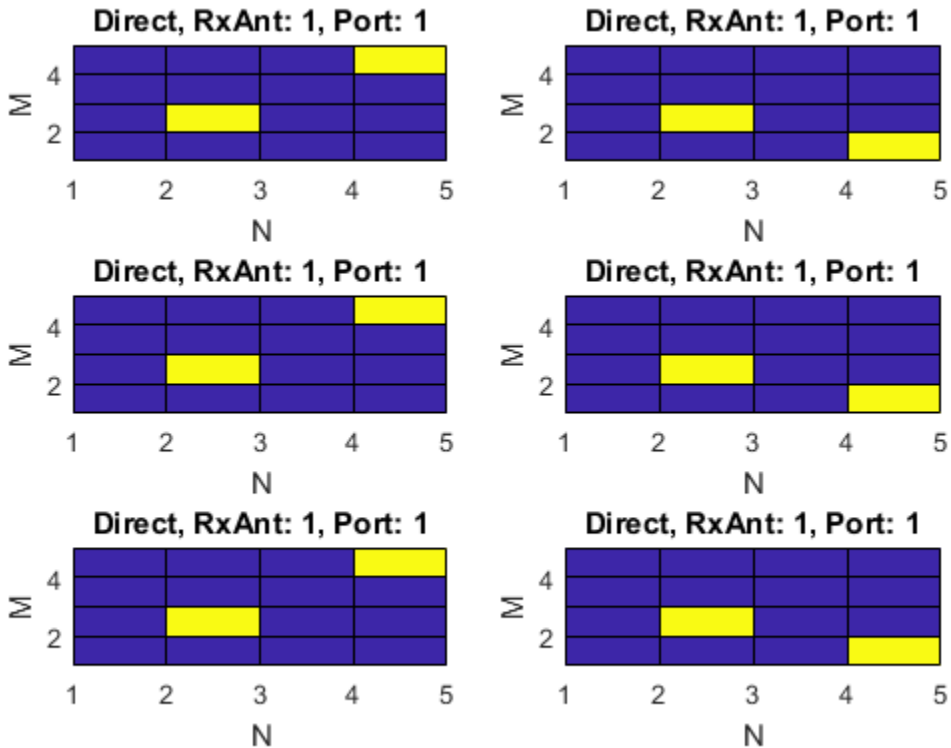 Direct, RxAnt: 1, Port: 1 Direct, RxAnt: 1, Port: 1
4 4
M M
2 2
1 2 3 4 5 1 2 3 4 5
N N
Direct, RxAnt: 1, Port: 1 Direct, RxAnt: 1, Port: 1
4 4
M M
2 2
1 2 3 4 5 1 2 3 4 5
N N
Direct, RxAnt: 1, Port: 1 Direct, RxAnt: 1, Port: 1
4 4
M M
2 2
1 2 3 4 5 1 2 3 4 5
N N